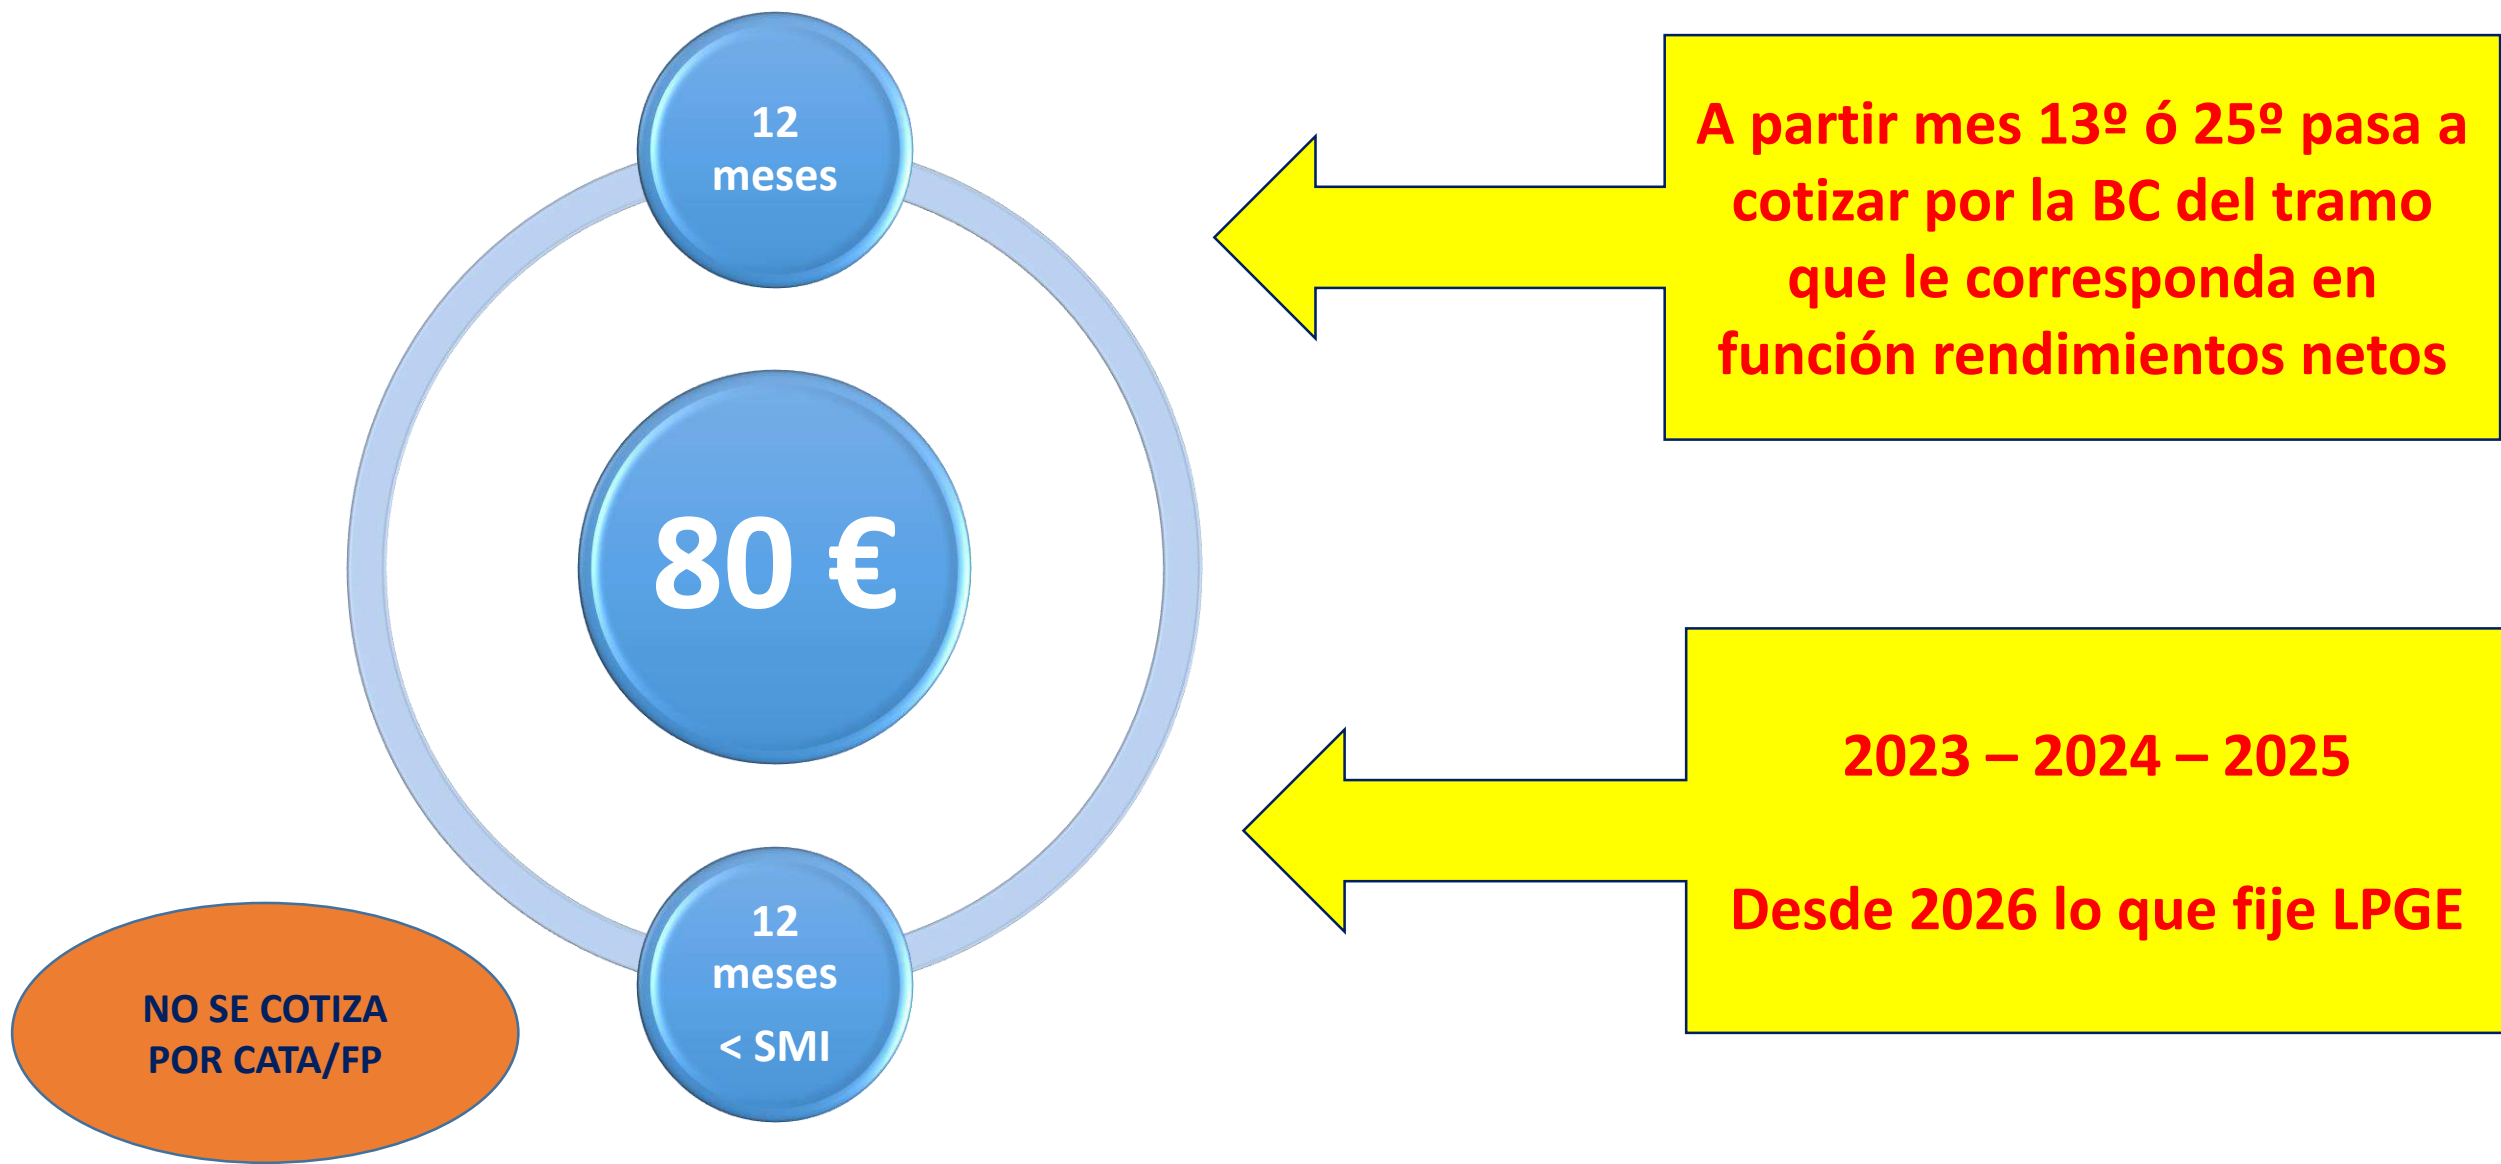 12
meses
80 €
12
meses
< SMI
NO SE COTIZA
POR CATA/FP
A partir mes 13º ó 25º pasa a
cotizar por la BC del tramo
que le corresponda en
función rendimientos netos
2023 – 2024 – 2025
Desde 2026 lo que fije LPGE